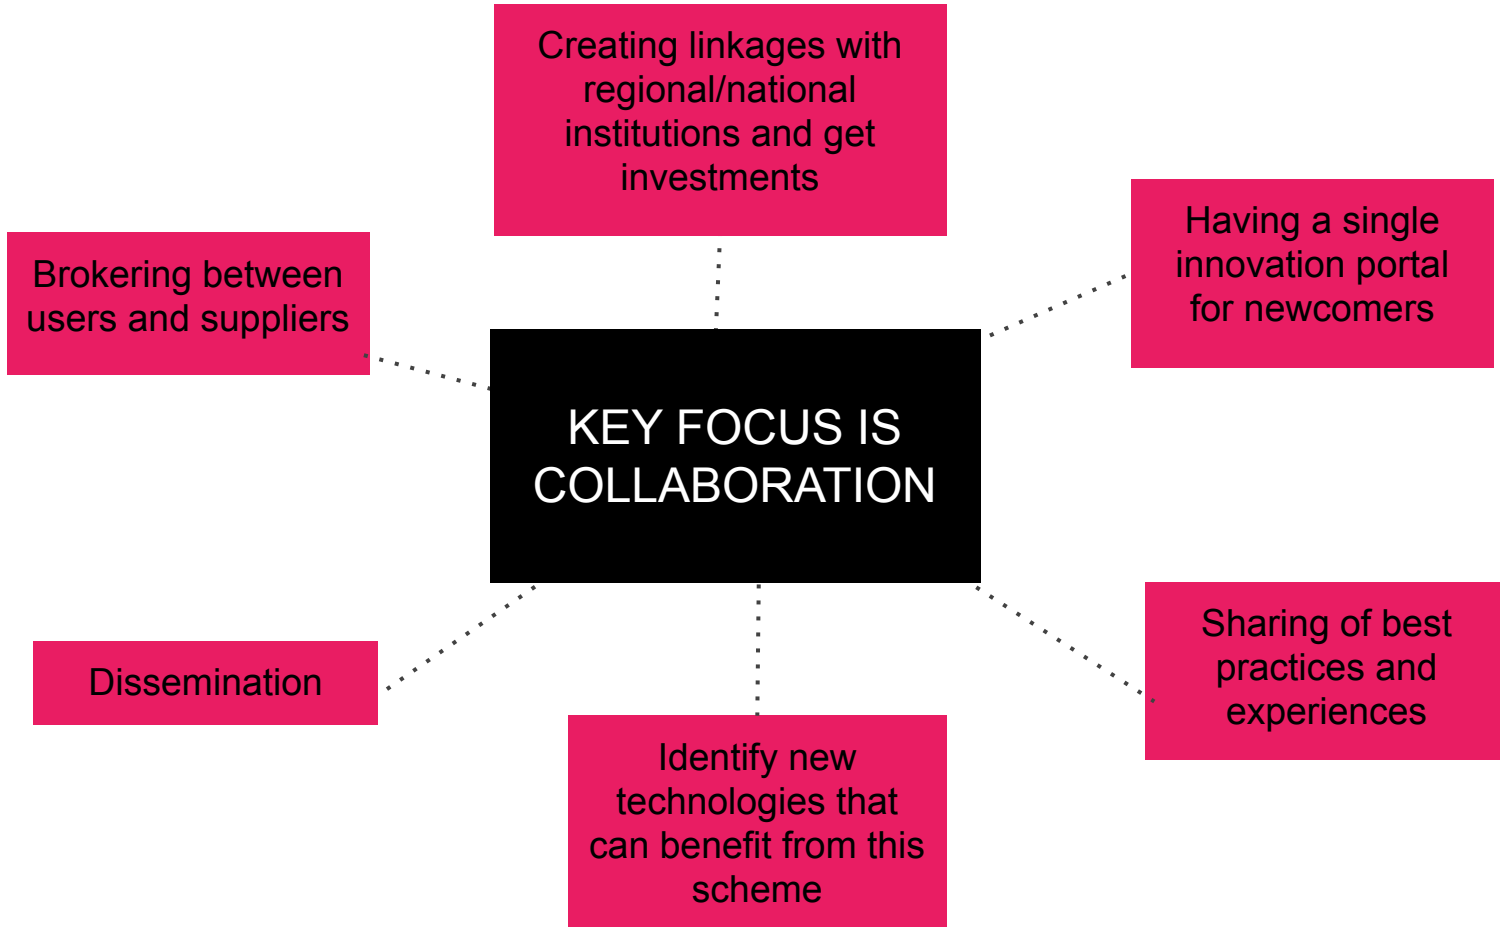 Creating linkages with
regional/national
institutions and get
investments
Having a single
innovation portal
for newcomers
Brokering between
users and suppliers
KEY FOCUS IS
COLLABORATION
Sharing of best
practices and
experiences
Dissemination
Identify new
technologies that
can benefit from this
scheme